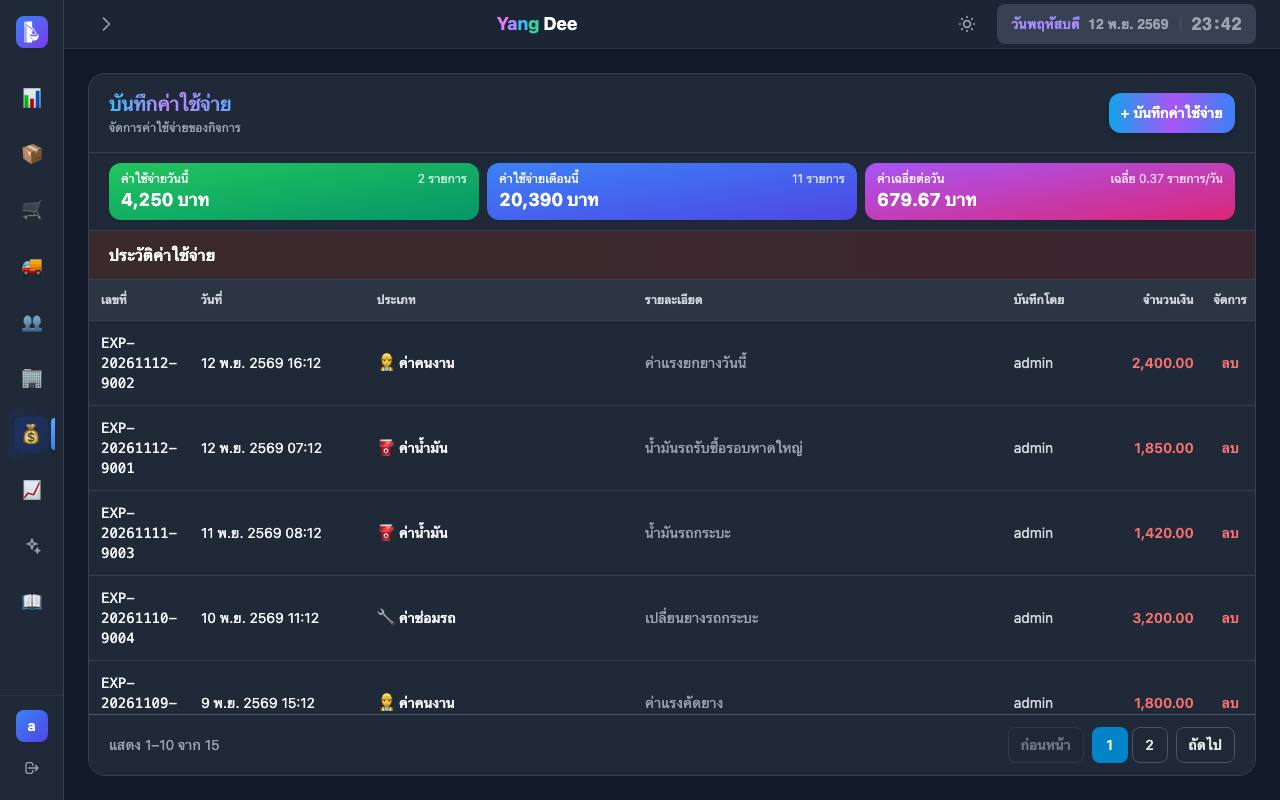 Yang Dee
วันพฤหัสบดี 12 พ.ย. 2569 23:42
บันทึกค่าใช้จ่าย
จัดการค่าใช้จ่ายของกิจการ
+ บันทึกค่าใช้จ่าย
ค่าใช้จ่ายวันนี้ 2 รายการ
4,250 บาท
ค่าใช้จ่ายเดือนนี้ 11 รายการ
20,390 บาท
ค่าเฉลี่ยต่อวัน เฉลี่ย 0.37 รายการ/วัน
679.67 บาท
ประวัติค่าใช้จ่าย
เลขที่ วันที่ ประเภท รายละเอียด บันทึกโดย จำนวนเงิน จัดการ
EXP-
20261112-
9002
12 พ.ย. 2569 16:12 ค่าคนงาน ค่าแรงยกยางวันนี้ admin 2,400.00 ลบ
EXP-
20261112-
9001
12 พ.ย. 2569 07:12 ค่าน้ำมัน น้ำมันรถรับซื้อรอบหาดใหญ่ admin 1,850.00 ลบ
EXP-
20261111-
9003
11 พ.ย. 2569 08:12 ค่าน้ำมัน น้ำมันรถกระบะ admin 1,420.00 ลบ
EXP-
20261110-
9004
10 พ.ย. 2569 11:12 ค่าซ่อมรถ เปลี่ยนยางรถกระบะ admin 3,200.00 ลบ
EXP-
20261109-
9 พ.ย. 2569 15:12 ค่าคนงาน ค่าแรงคัดยาง admin 1,800.00 ลบ
a
แสดง 1-10 จาก 15
ก่อนหน้า 1 2 ถัดไป